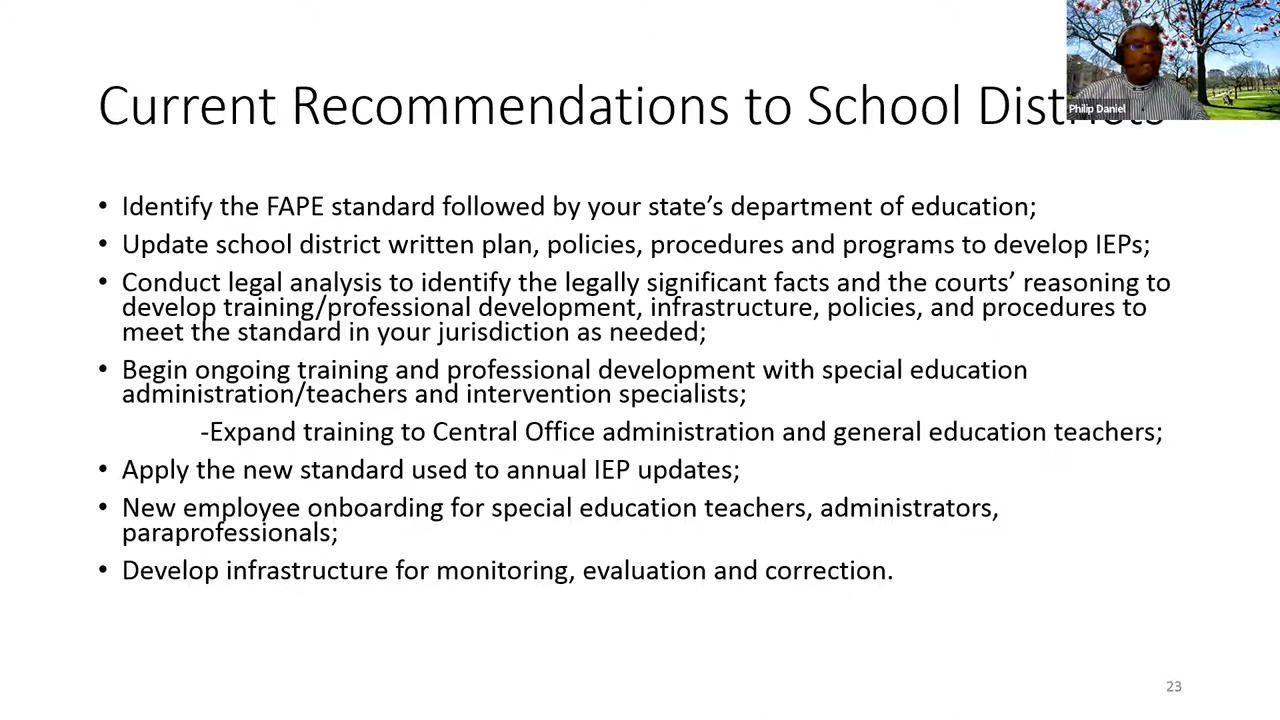 Current Recommendations to School Districts
Philip Daniel
• Identify the FAPE standard followed by your state’s department of education;
• Update school district written plan, policies, procedures and programs to develop IEPs;
• Conduct legal analysis to identify the legally significant facts and the courts’ reasoning to
develop training/professional development, infrastructure, policies, and procedures to
meet the standard in your jurisdiction as needed;
• Begin ongoing training and professional development with special education
administration/teachers and intervention specialists;
-Expand training to Central Office administration and general education teachers;
• Apply the new standard used to annual IEP updates;
• New employee onboarding for special education teachers, administrators,
paraprofessionals;
• Develop infrastructure for monitoring, evaluation and correction.
23